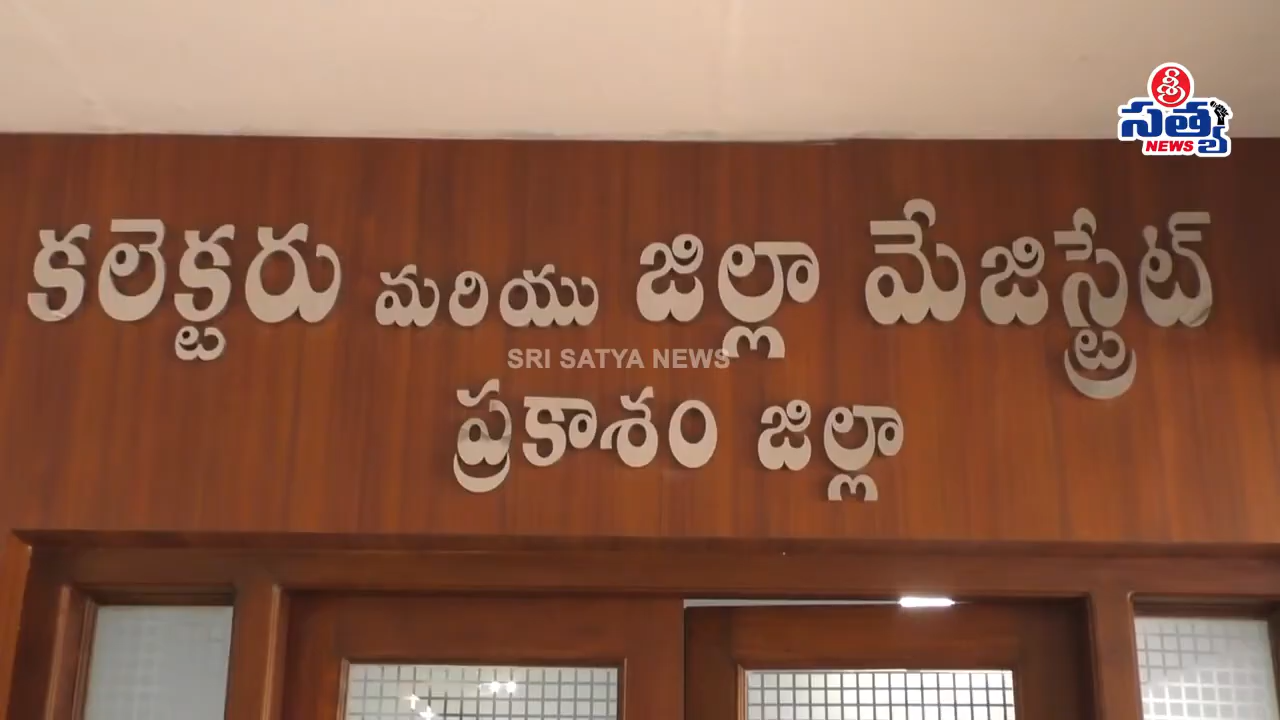 శ్రీ
సత్య
NEWS
కలెక్టరు మరియు జిల్లా మేజిస్ట్రేట్
SRI SATYA NEWS
ప్రకాశం జిల్లా